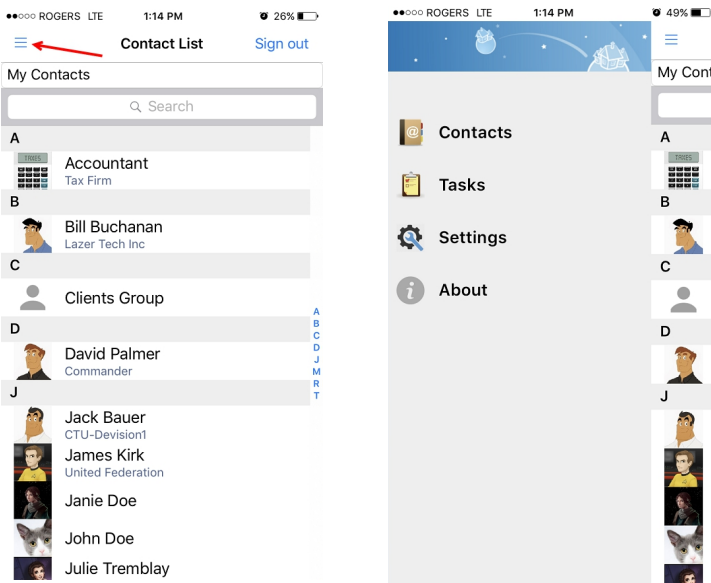 ROGERS LTE 1:14 PM 26%
Contact List Sign out
My Contacts
Search
A
TAXES
Accountant
Tax Firm
B
Bill Buchanan
Lazer Tech Inc
C
Clients Group
D
David Palmer
Commander
J
Jack Bauer
CTU-Devision1
James Kirk
United Federation
Janie Doe
John Doe
Julie Tremblay
A
B
C
D
J
M
R
T
ROGERS LTE 1:14 PM 49%
@ Contacts
Tasks
Settings
i About
My Cont
A
TAXES
B
C
D
J